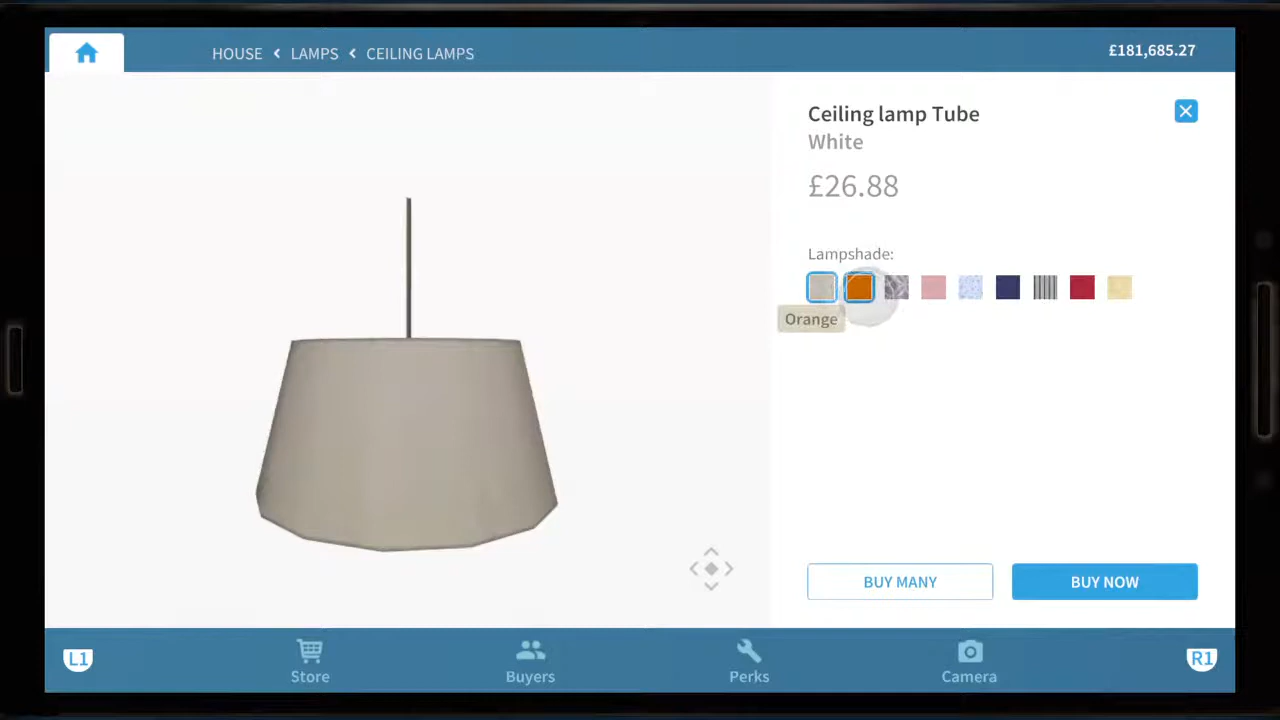 HOUSE LAMPS CEILING LAMPS
£181,685.27
Ceiling lamp Tube
White
£26.88
Lampshade:
Orange
BUY MANY
BUY NOW
L1
Store
Buyers
Perks
Camera
R1